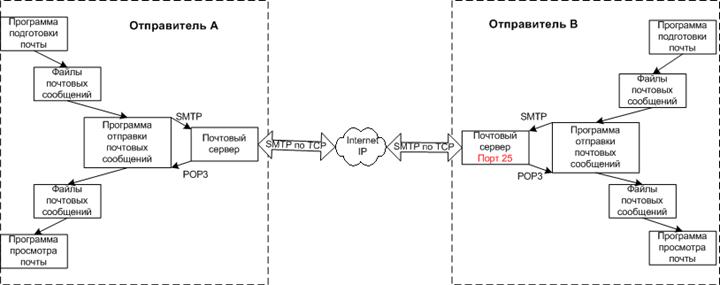 Отправитель А
Программа
подготовки
почты
Файлы
почтовых
сообщений
Программа
отправки
почтовых
сообщений
SMTP
POP3
Почтовый
сервер
Файлы
почтовых
сообщений
Программа
просмотра
почты
SMTP по TCP
Internet
IP
SMTP по TCP
Отправитель В
Программа
подготовки
почты
Файлы
почтовых
сообщений
SMTP
Почтовый
сервер
Порт 25
Программа
отправки
почтовых
сообщений
POP3
Файлы
почтовых
сообщений
Программа
просмотра
почты